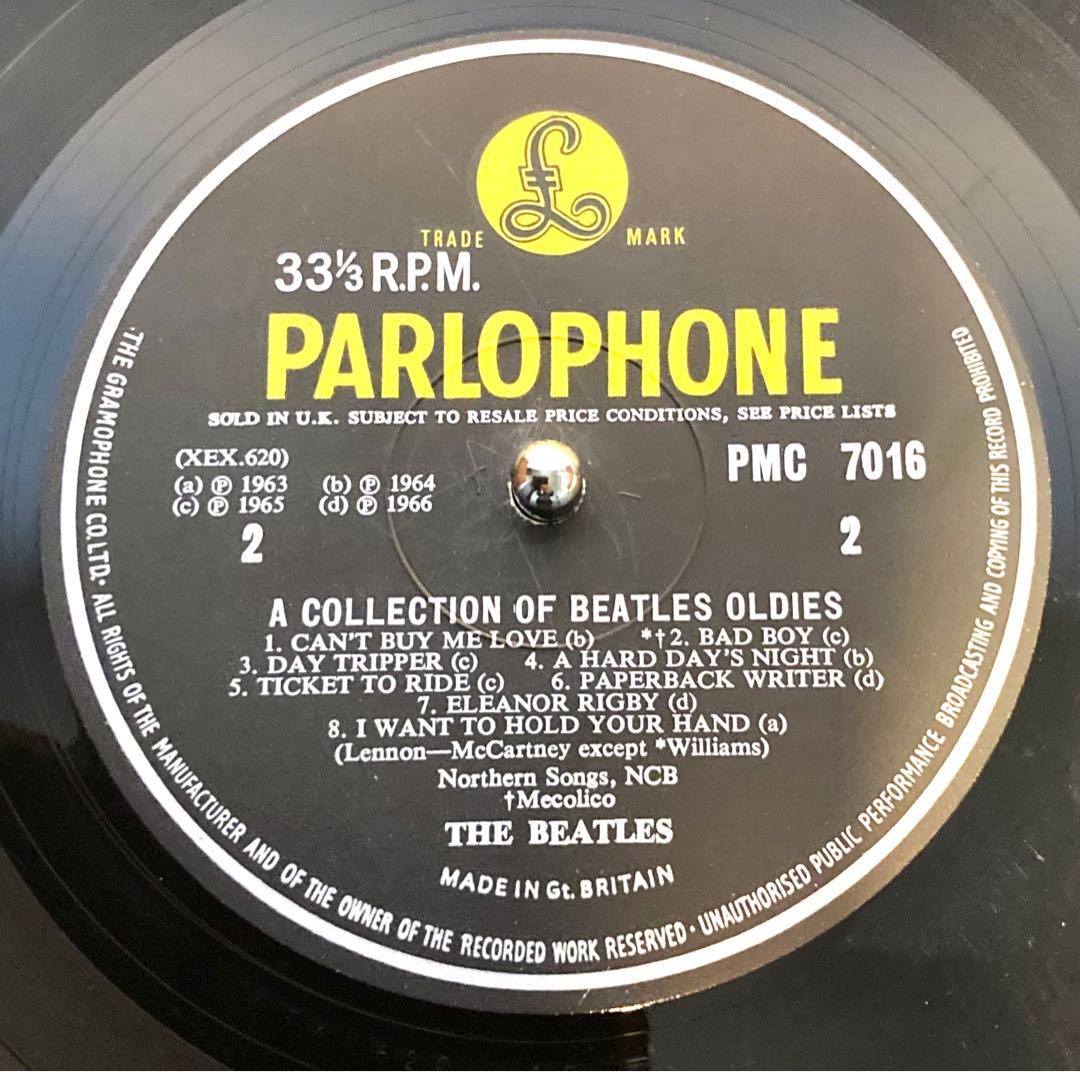 £
TRADE MARK
33⅓ R.P.M.
PARLOPHONE
SOLD IN U.K. SUBJECT TO RESALE PRICE CONDITIONS, SEE PRICE LISTS
(XEX.620)
PMC 7016
(a) ℗ 1963 (b) ℗ 1964
(c) ℗ 1965 (d) ℗ 1966
2 2
A COLLECTION OF BEATLES OLDIES
1. CAN'T BUY ME LOVE (b) *†2. BAD BOY (c)
3. DAY TRIPPER (c) 4. A HARD DAY'S NIGHT (b)
5. TICKET TO RIDE (c) 6. PAPERBACK WRITER (d)
7. ELEANOR RIGBY (d)
8. I WANT TO HOLD YOUR HAND (a)
(Lennon—McCartney except *Williams)
Northern Songs, NCB
†Mecolico
THE BEATLES
MADE IN Gt. BRITAIN
·THE GRAMOPHONE CO. LTD· ALL RIGHTS OF THE MANUFACTURER AND OF THE OWNER OF THE RECORDED WORK RESERVED · UNAUTHORISED PUBLIC PERFORMANCE BROADCASTING AND COPYING OF THIS RECORD PROHIBITED